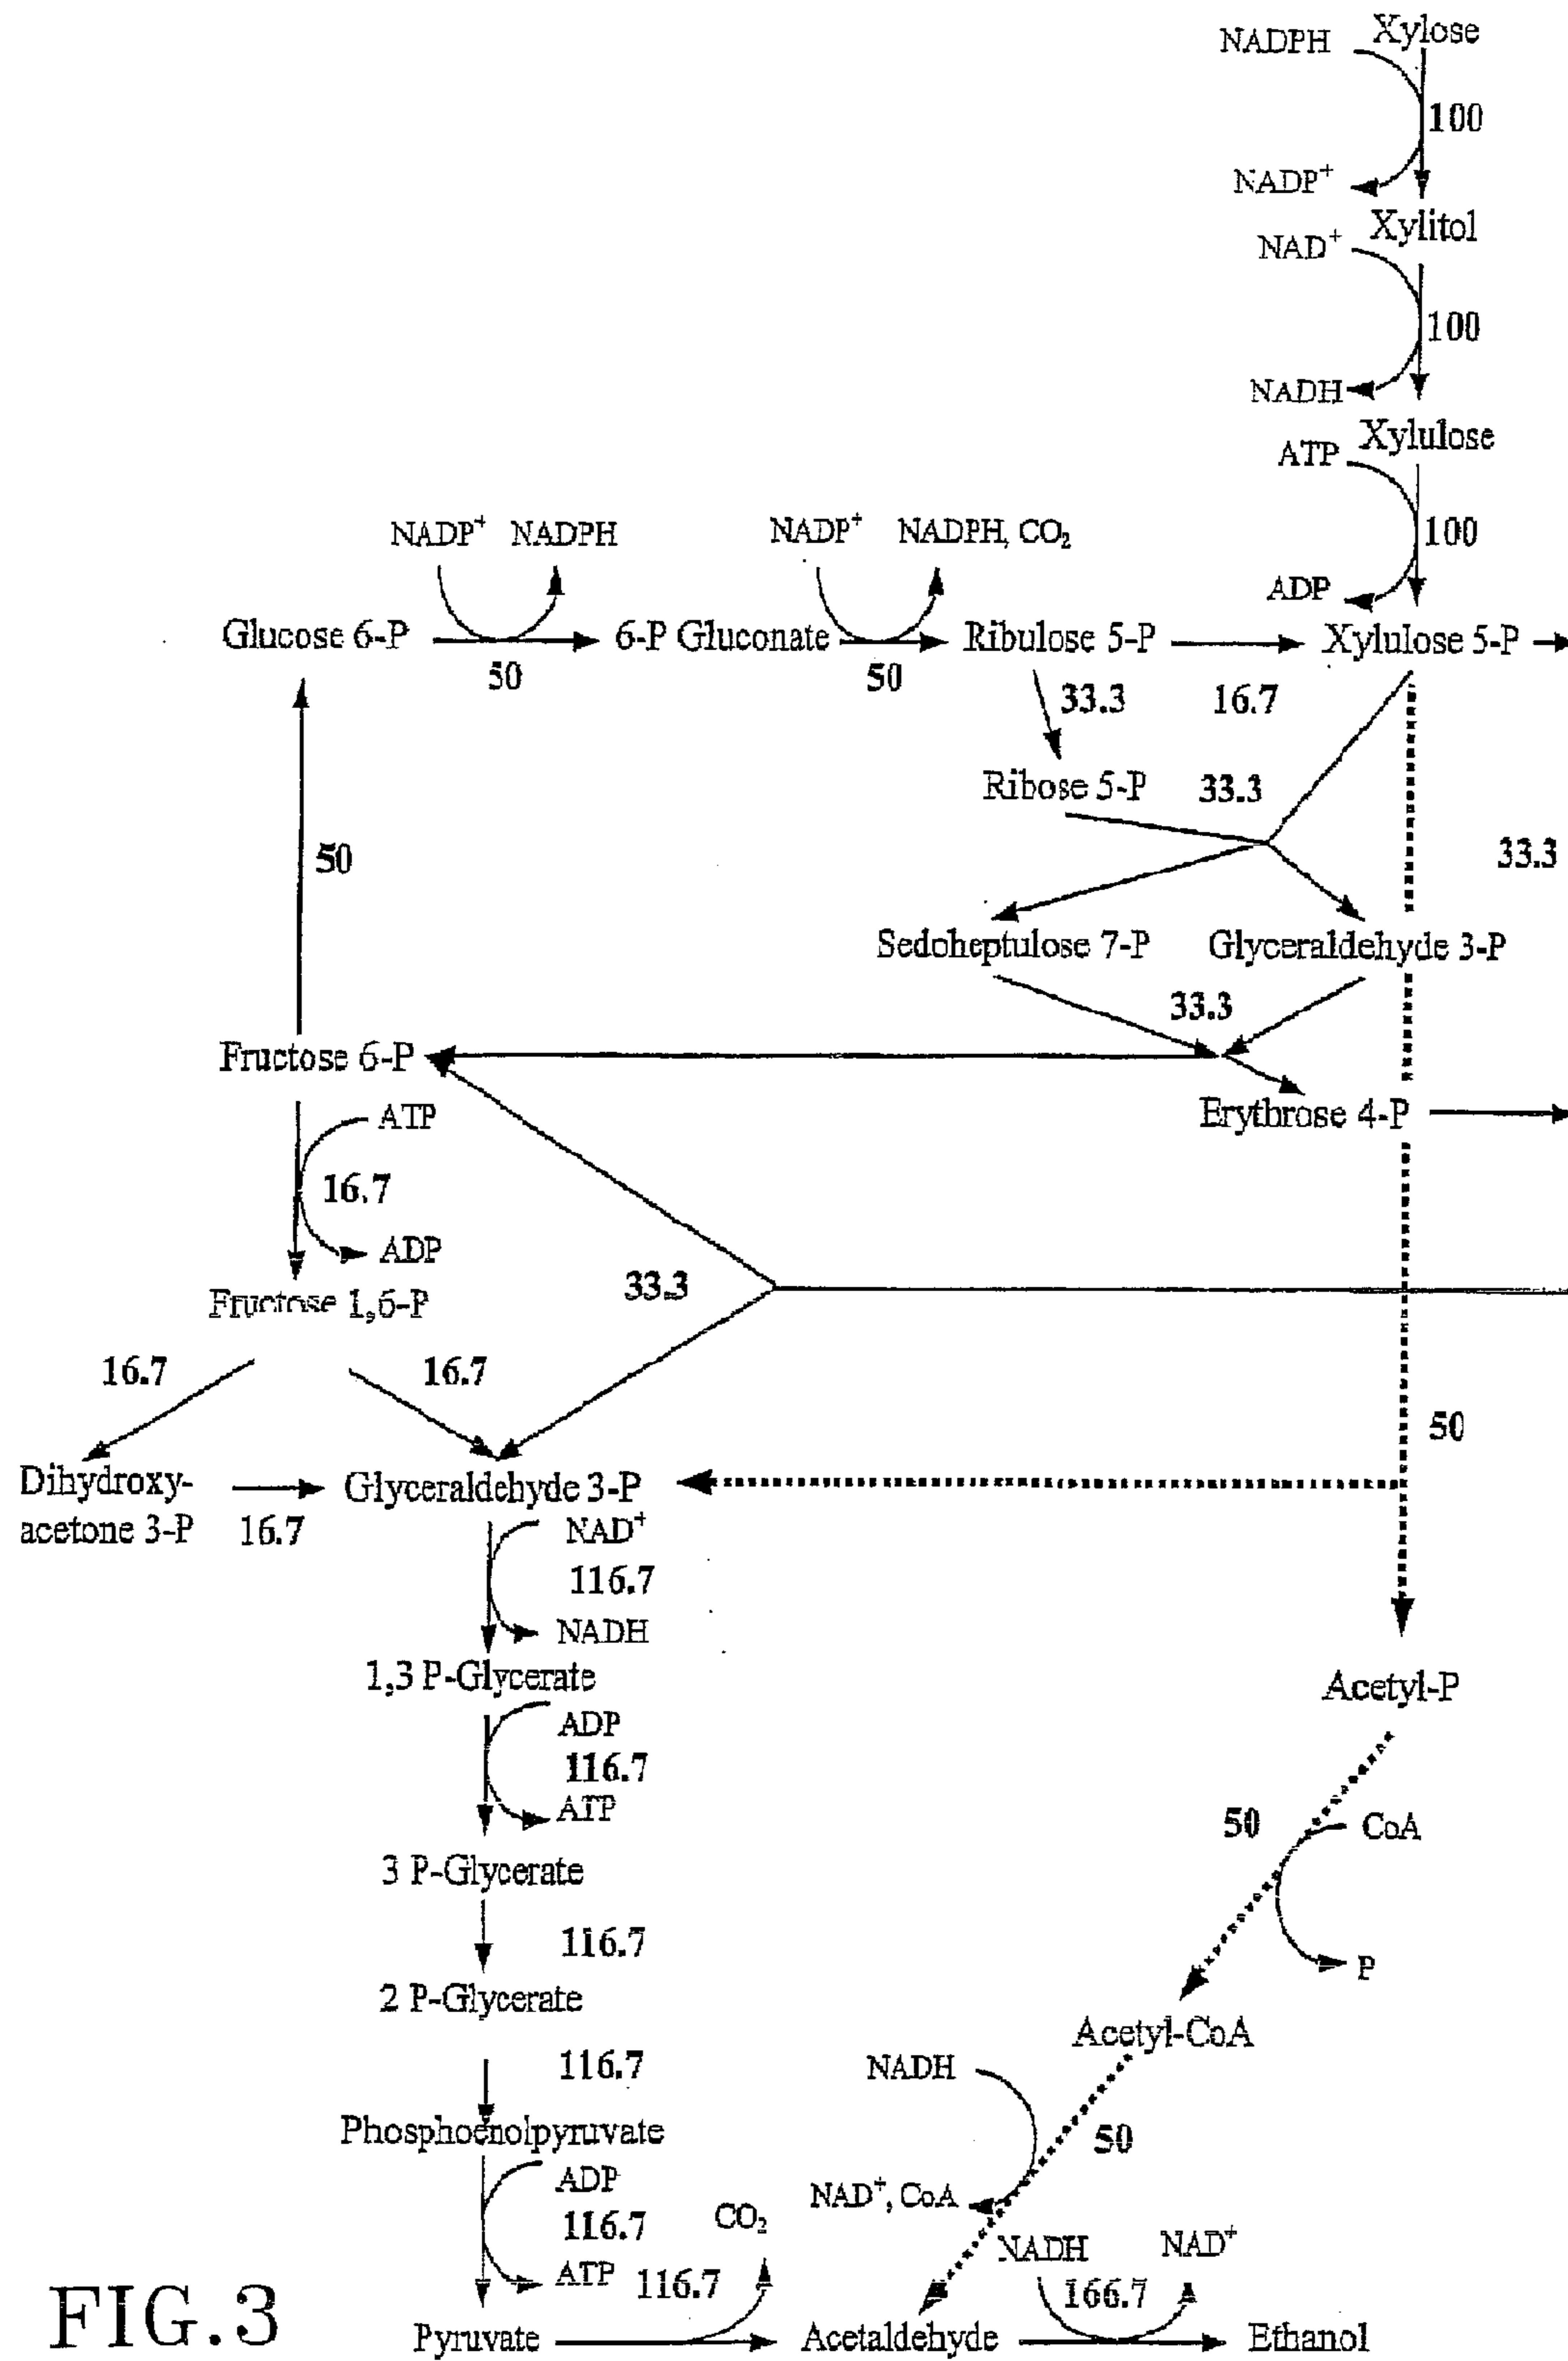 Xylose
NADPH
100
NADP+
Xylitol
NAD+
100
NADH
Xylulose
ATP
100
ADP
NADP+ NADPH
NADP+ NADPH, CO₂
Glucose 6-P
6-P Gluconate
Ribulose 5-P
Xylulose 5-P
50
50
33.3
16.7
Ribose 5-P
33.3
50
33.3
Sedoheptulose 7-P
Glyceraldehyde 3-P
33.3
Fructose 6-P
Erythrose 4-P
ATP
16.7
ADP
33.3
Fructose 1,6-P
16.7
16.7
50
Dihydroxy-
acetone 3-P
16.7
Glyceraldehyde 3-P
NAD+
116.7
NADH
1,3 P-Glycerate
Acetyl-P
ADP
116.7
ATP
50
CoA
3 P-Glycerate
116.7
P
2 P-Glycerate
Acetyl-CoA
116.7
NADH
50
Phosphoenolpyruvate
ADP
116.7
ATP
NAD+, CoA
CO₂
116.7
NADH
NAD+
166.7
Pyruvate
Acetaldehyde
Ethanol
FIG.3